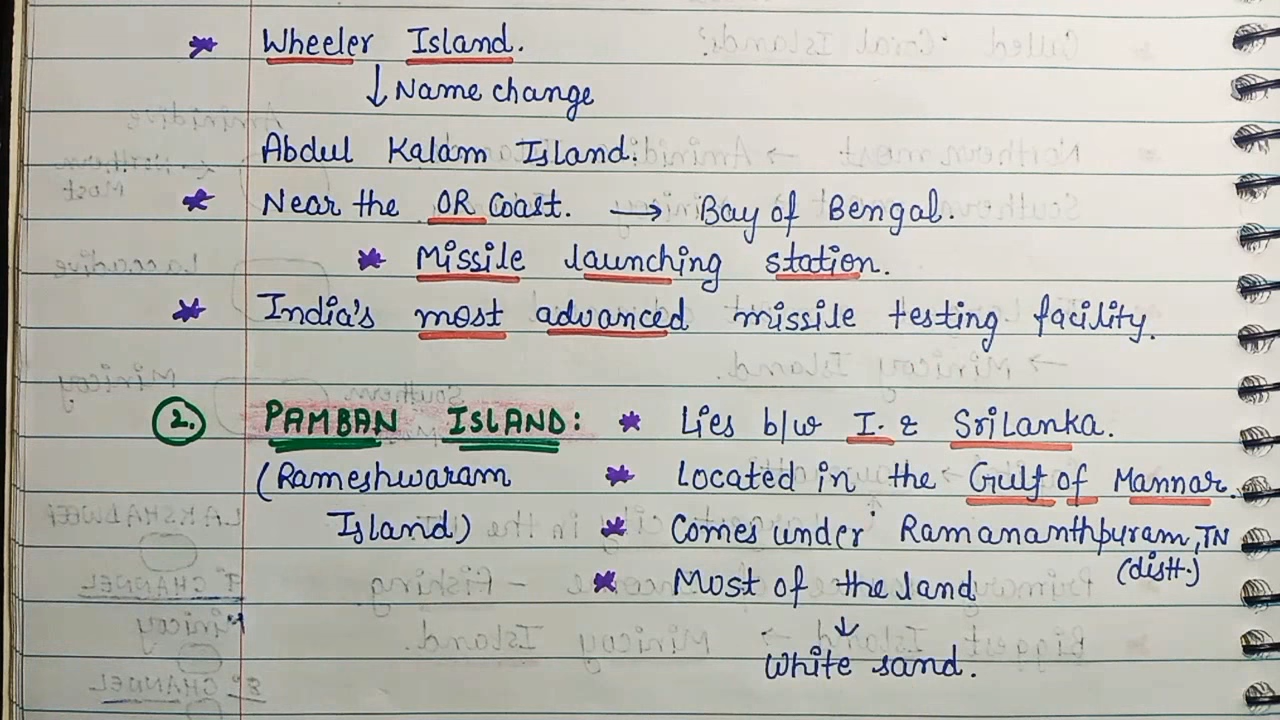 * Wheeler Island.
↓ Name change
Abdul Kalam Island.
* Near the OR Coast. → Bay of Bengal.
* Missile launching station.
* India's most advanced missile testing facility.
2. PAMBAN ISLAND: * Lies b/w I. & SriLanka.
(Rameshwaram * Located in the Gulf of Mannar.
Island) * Comes under Ramananthpuram, TN
(distt.)
* Most of the land
↓
White sand.